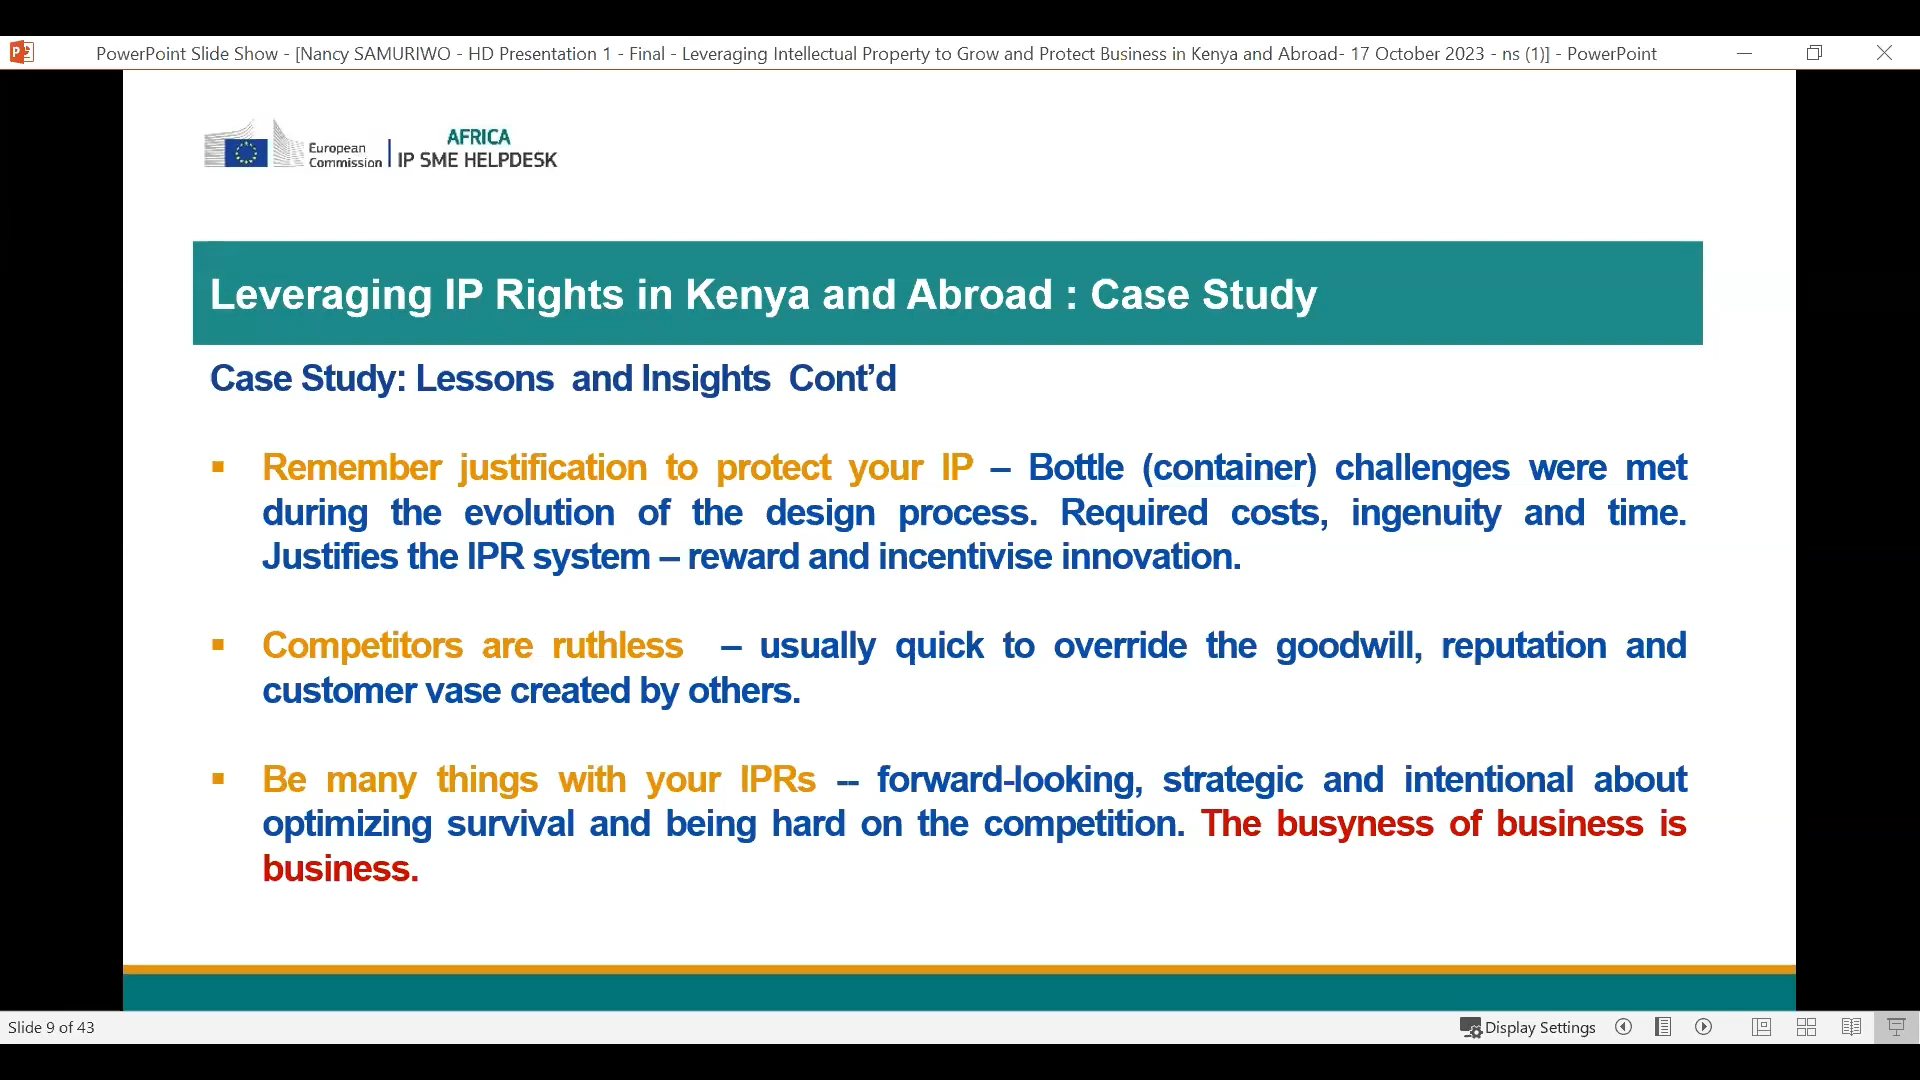 PowerPoint Slide Show - [Nancy SAMURIWO - HD Presentation 1 - Final - Leveraging Intellectual Property to Grow and Protect Business in Kenya and Abroad- 17 October 2023 - ns (1)] - PowerPoint
European
Commission
AFRICA
IP SME HELPDESK
Leveraging IP Rights in Kenya and Abroad : Case Study
Case Study: Lessons and Insights Cont’d
▪ Remember justification to protect your IP – Bottle (container) challenges were met
during the evolution of the design process. Required costs, ingenuity and time.
Justifies the IPR system – reward and incentivise innovation.
▪ Competitors are ruthless – usually quick to override the goodwill, reputation and
customer vase created by others.
▪ Be many things with your IPRs -- forward-looking, strategic and intentional about
optimizing survival and being hard on the competition. The busyness of business is
business.
Slide 9 of 43
Display Settings